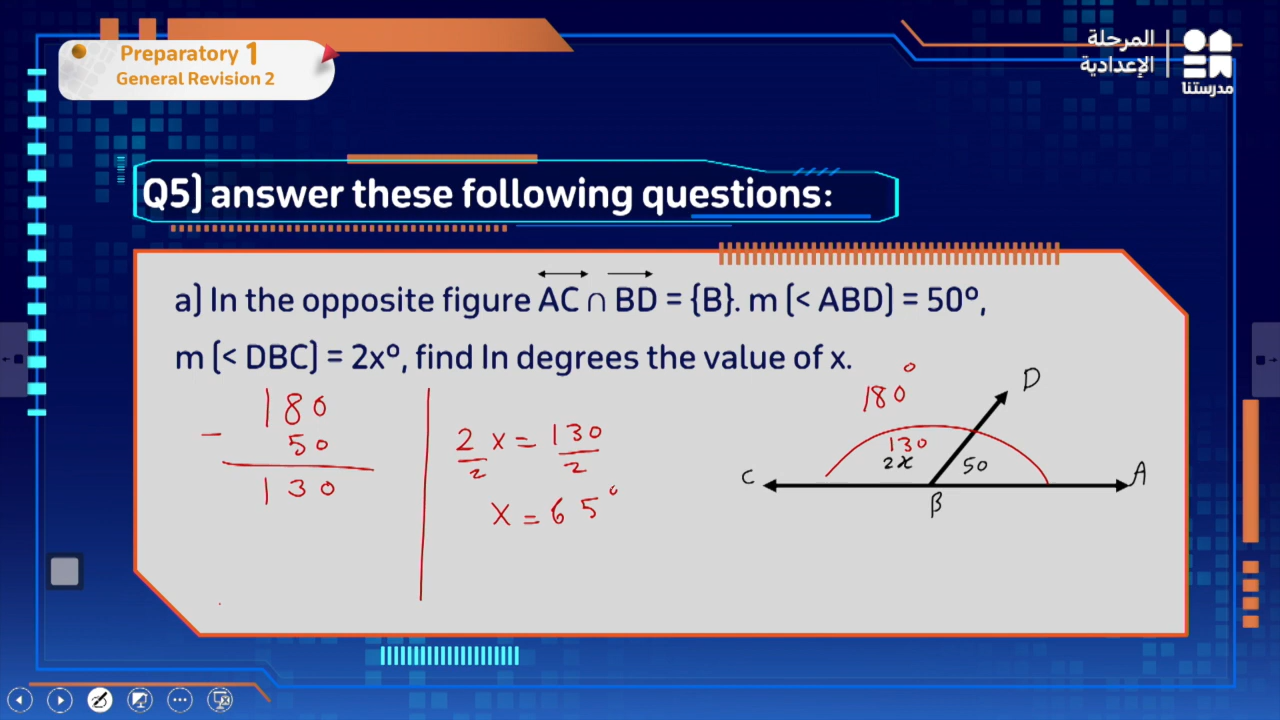 Preparatory 1
General Revision 2
المرحلة
الإعدادية
مدرستنا
Q5) answer these following questions:
a) In the opposite figure AC ∩ BD = {B}. m (< ABD) = 50º,
m (< DBC) = 2xº, find In degrees the value of x.
180
- 50
130
2x = 130
2 2
x = 65°
180°
D
130
2x 50
C A
B